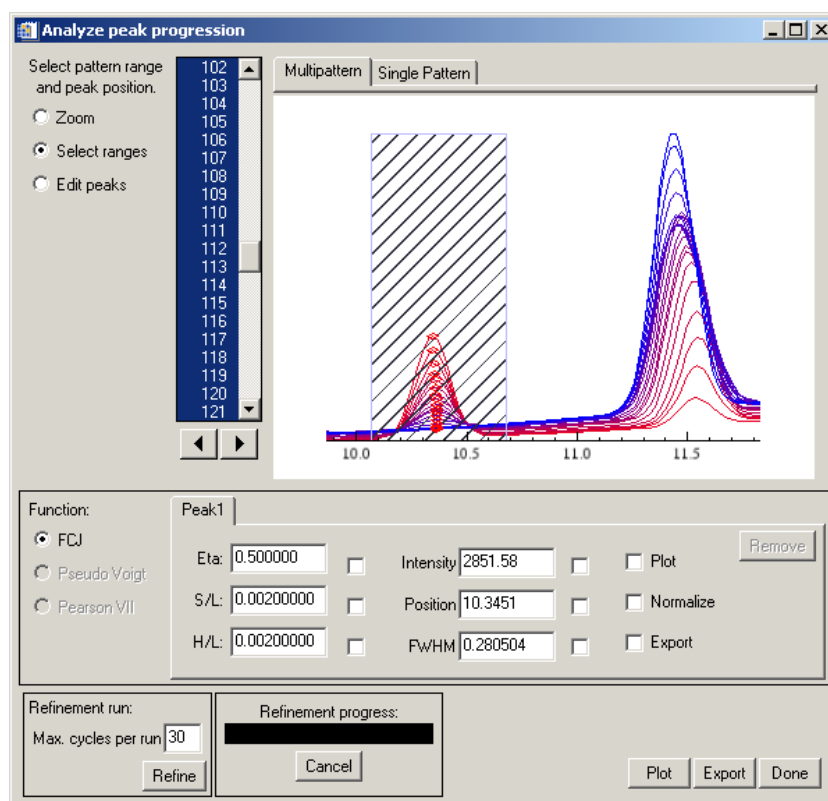 Analyze peak progression
Select pattern range
and peak position.
Zoom
Select ranges
Edit peaks
102
103
104
105
106
107
108
109
110
111
112
113
114
115
116
117
118
119
120
121
Multipattern
Single Pattern
10.0
10.5
11.0
11.5
Function:
FCJ
Pseudo Voigt
Pearson VII
Peak1
Eta: 0.500000
Intensity 2851.58
Plot
Remove
S/L: 0.00200000
Position 10.3451
Normalize
H/L: 0.00200000
FWHM 0.280504
Export
Refinement run:
Max. cycles per run 30
Refine
Refinement progress:
Cancel
Plot
Export
Done